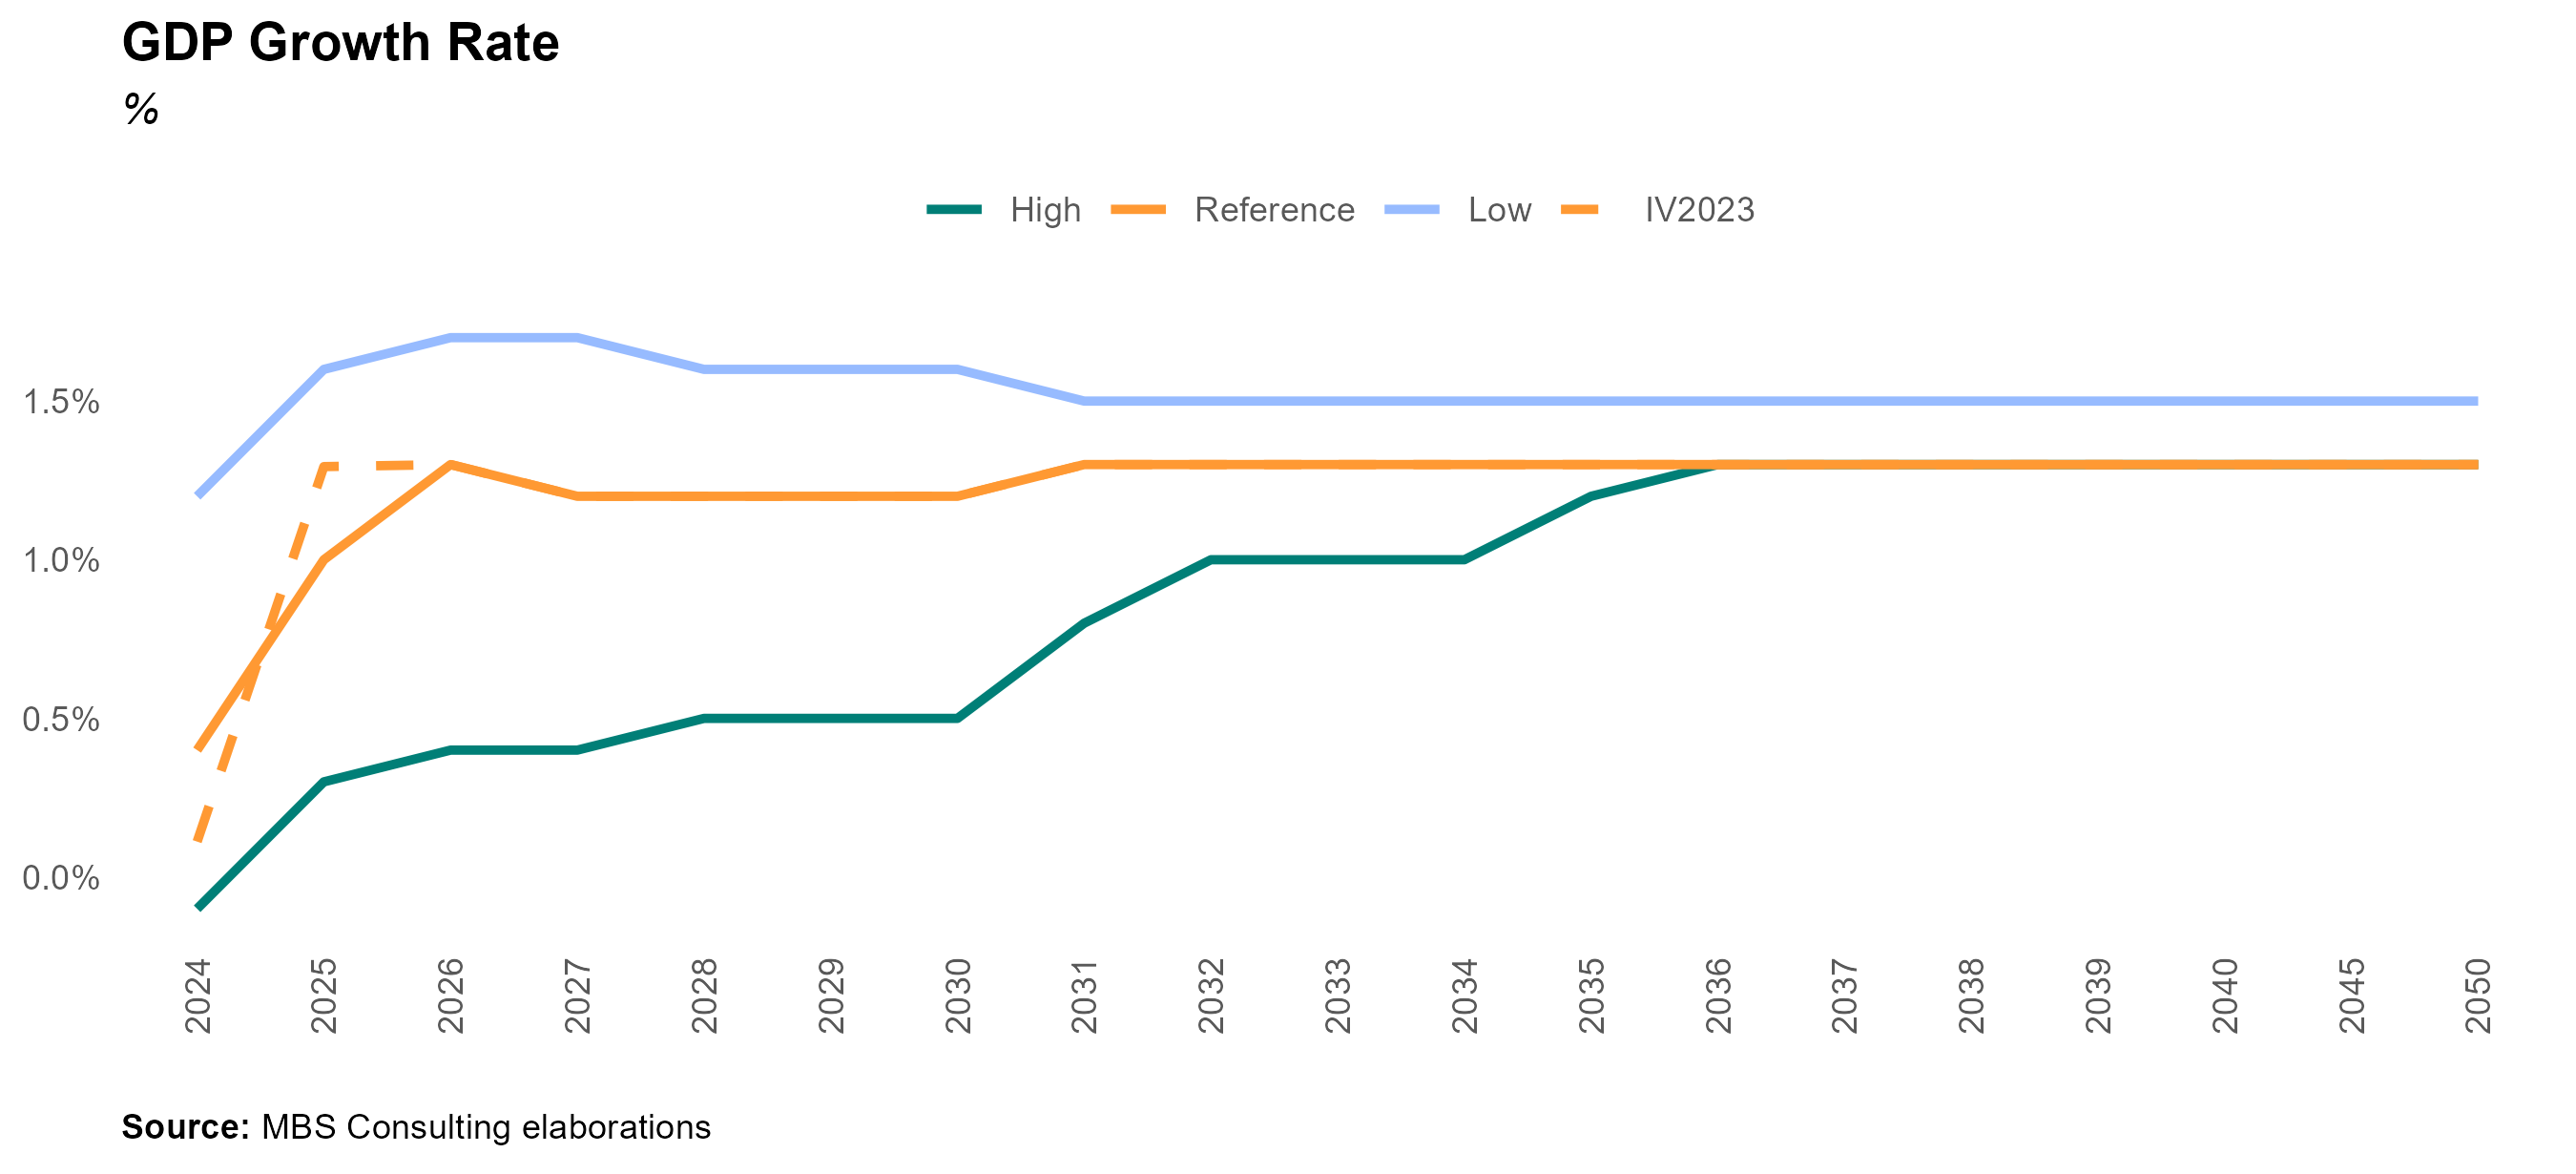 GDP Growth Rate
%
High Reference Low IV2023
1.5%
1.0%
0.5%
0.0%
2024 2025 2026 2027 2028 2029 2030 2031 2032 2033 2034 2035 2036 2037 2038 2039 2040 2045 2050
Source: MBS Consulting elaborations